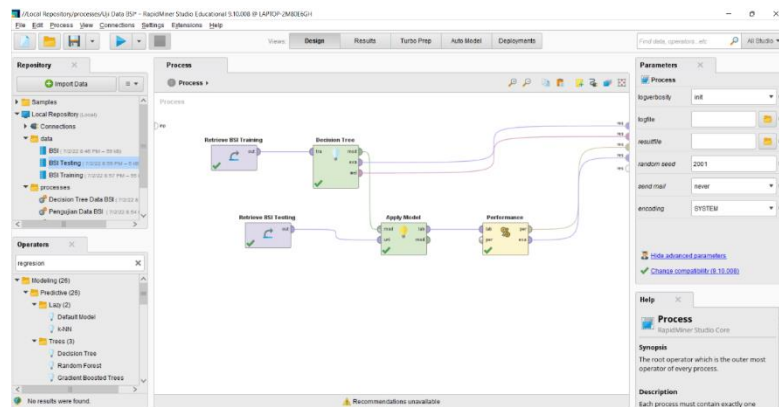 //Local Repository/processes/Uji Data BSI* – RapidMiner Studio Educational 9.10.008 @ LAPTOP-2M80E6GH
File Edit Process View Connections Settings Extensions Help
Views: Design Results Turbo Prep Auto Model Deployments
Find data, operators...etc All Studio
Repository
Import Data
Samples
Local Repository (Local)
Connections
data
BSI
BSI Testing
BSI Training
processes
Decision Tree Data BSI
Pengujian Data BSI
Operators
regresion
Modeling (26)
Predictive (26)
Lazy (2)
Default Model
k-NN
Trees (3)
Decision Tree
Random Forest
Gradient Boosted Trees
No results were found.
Process
Process
Process
inp
Retrieve BSI Training
out
Decision Tree
tra mod
exa
wei
Retrieve BSI Testing
out
Apply Model
mod lab
unl mod
Performance
lab per
per exa
res
res
res
res
res
Recommendations unavailable
Parameters
Process
logverbosity init
logfile
resultfile
random seed 2001
send mail never
encoding SYSTEM
Hide advanced parameters
Change compatibility (9.10.008)
Help
Process
RapidMiner Studio Core
Synopsis
The root operator which is the outer most
operator of every process.
Description
Each process must contain exactly one